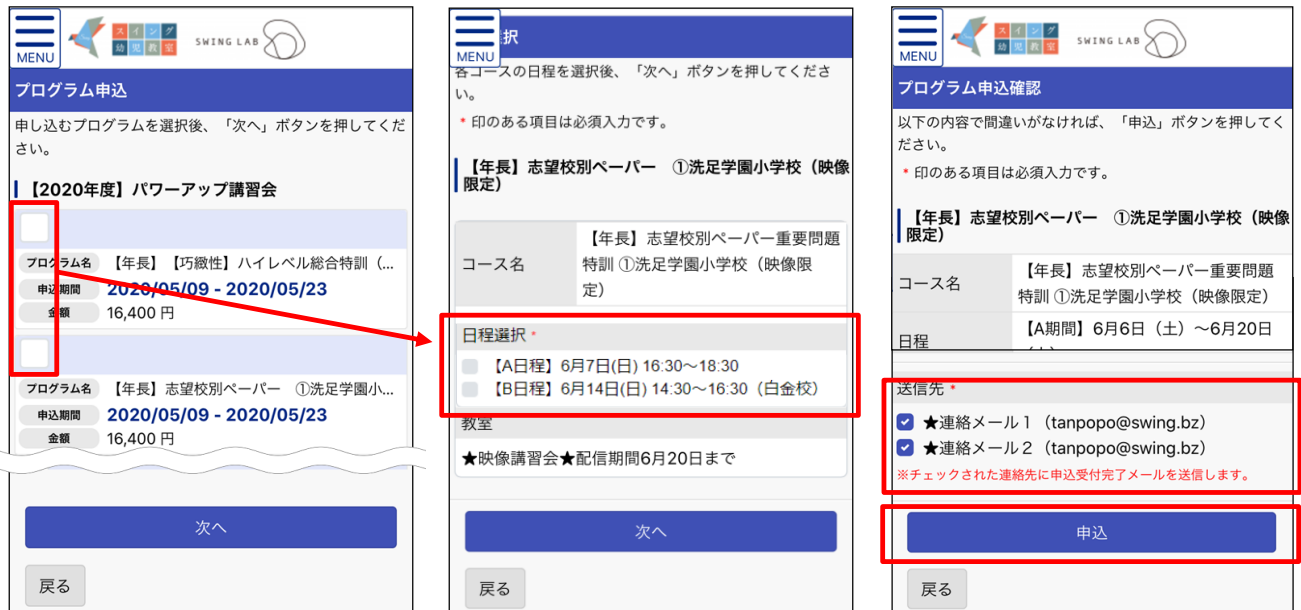 MENU
スイング
幼児教室
SWING LAB
プログラム申込
申し込むプログラムを選択後、「次へ」ボタンを押してくだ
さい。
【2020年度】パワーアップ講習会
プログラム名 【年長】【巧緻性】ハイレベル総合特訓（...
申込期間 2020/05/09 - 2020/05/23
金額 16,400 円
プログラム名 【年長】志望校別ペーパー ①洗足学園小...
申込期間 2020/05/09 - 2020/05/23
金額 16,400 円
次へ
戻る
MENU
択
各コースの日程を選択後、「次へ」ボタンを押してくださ
い。
* 印のある項目は必須入力です。
【年長】志望校別ペーパー ①洗足学園小学校（映像
限定）
コース名
【年長】志望校別ペーパー重要問題
特訓 ①洗足学園小学校（映像限
定）
日程選択 *
【A日程】6月7日(日) 16:30～18:30
【B日程】6月14日(日) 14:30～16:30（白金校）
教室
★映像講習会★配信期間6月20日まで
次へ
戻る
MENU
スイング
幼児教室
SWING LAB
プログラム申込確認
以下の内容で間違いがなければ、「申込」ボタンを押してく
ださい。
* 印のある項目は必須入力です。
【年長】志望校別ペーパー ①洗足学園小学校（映像
限定）
コース名
【年長】志望校別ペーパー重要問題
特訓 ①洗足学園小学校（映像限定）
日程
【A期間】6月6日（土）～6月20日
送信先 *
★連絡メール１（tanpopo@swing.bz）
★連絡メール２（tanpopo@swing.bz）
※チェックされた連絡先に申込受付完了メールを送信します。
申込
戻る